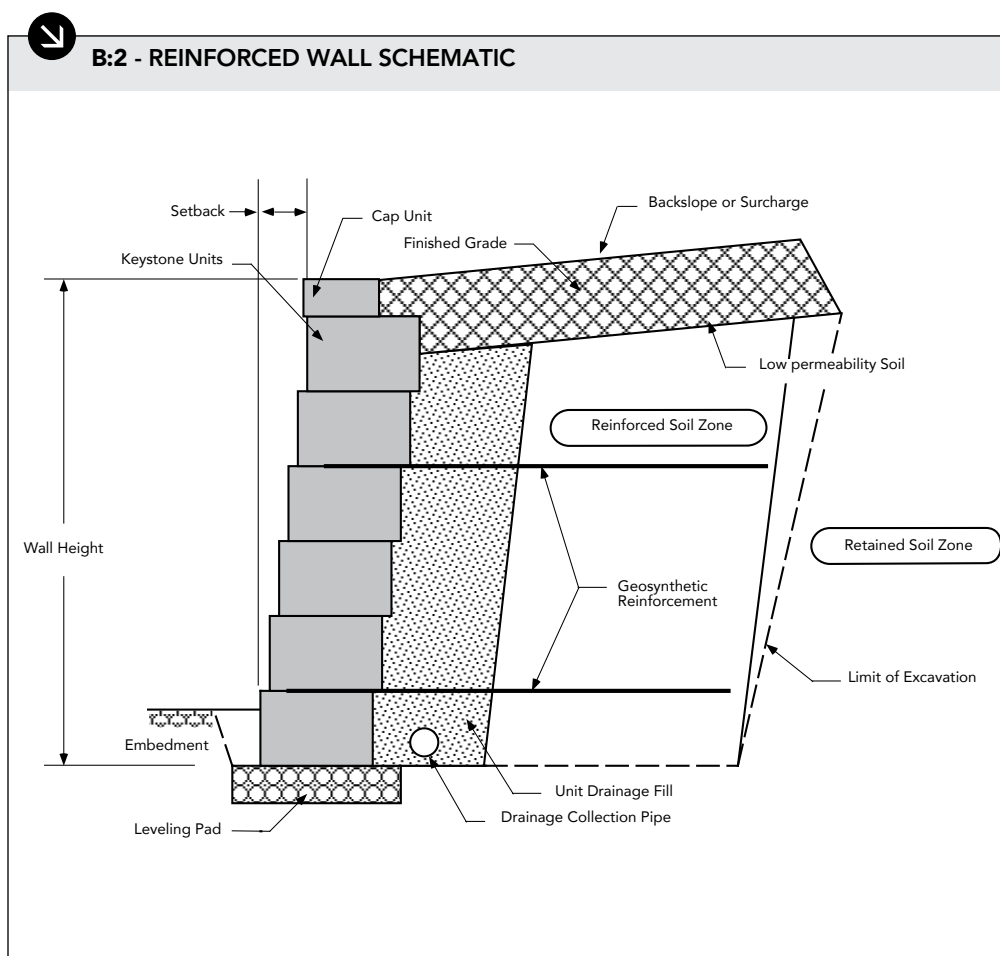 B:2 - REINFORCED WALL SCHEMATIC
Backslope or Surcharge
Setback
Cap Unit
Finished Grade
Keystone Units
Low permeability Soil
Reinforced Soil Zone
Wall Height
Retained Soil Zone
Geosynthetic
Reinforcement
Limit of Excavation
Embedment
Unit Drainage Fill
Drainage Collection Pipe
Leveling Pad